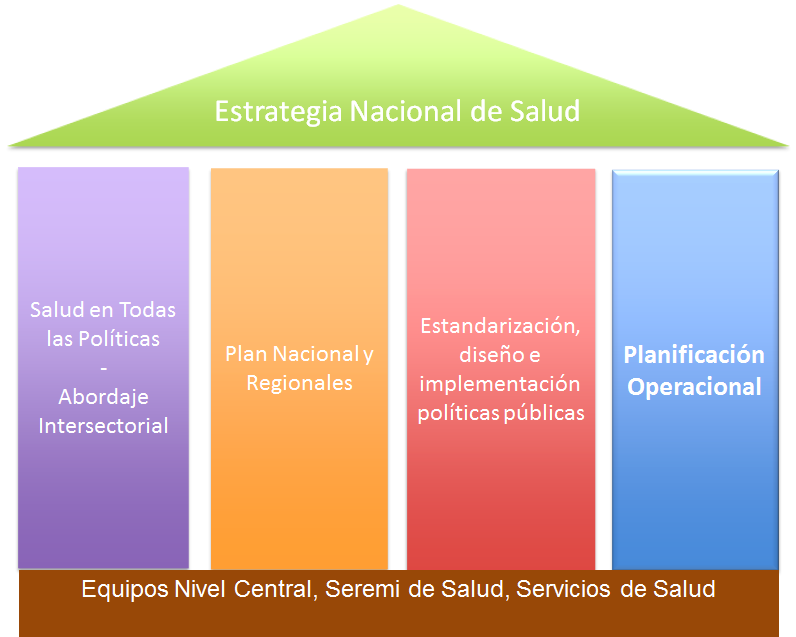 Estrategia Nacional de Salud
Salud en Todas
las Políticas
-
Abordaje
Intersectorial
Plan Nacional y
Regionales
Estandarización,
diseño e
implementación
políticas públicas
Planificación
Operacional
Equipos Nivel Central, Seremi de Salud, Servicios de Salud